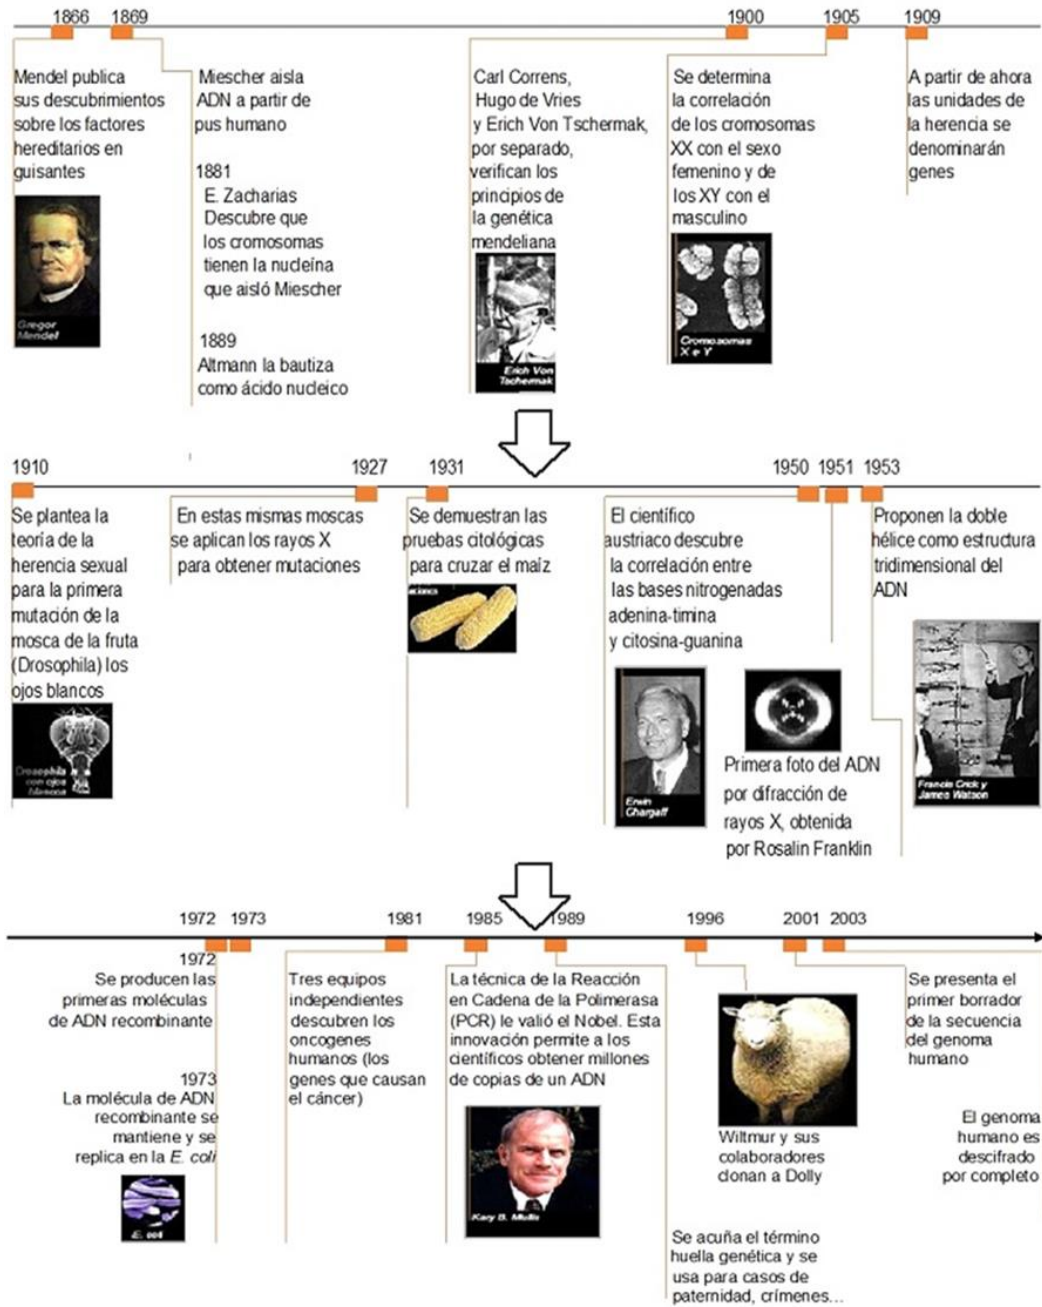 1866
1869
1900
1905
1909
Mendel publica
sus descubrimientos
sobre los factores
hereditarios en
guisantes
Gregor
Mendel
Miescher aisla
ADN a partir de
pus humano
1881
E. Zacharias
Descubre que
los cromosomas
tienen la nucleína
que aisló Miescher
1889
Altmann la bautiza
como ácido nucleico
Carl Correns,
Hugo de Vries
y Erich Von Tschermak,
por separado,
verifican los
principios de
la genética
mendeliana
Erich Von
Tschermak
Se determina
la correlación
de los cromosomas
XX con el sexo
femenino y de
los XY con el
masculino
Cromosomas
X e Y
A partir de ahora
las unidades de
la herencia se
denominarán
genes
1910
1927
1931
1950
1951
1953
Se plantea la
teoría de la
herencia sexual
para la primera
mutación de la
mosca de la fruta
(Drosophila) los
ojos blancos
Drosophila
con ojos
blancos
En estas mismas moscas
se aplican los rayos X
para obtener mutaciones
Se demuestran las
pruebas citológicas
para cruzar el maíz
El científico
austriaco descubre
la correlación entre
las bases nitrogenadas
adenina-timina
y citosina-guanina
Erwin
Chargaff
Primera foto del ADN
por difracción de
rayos X, obtenida
por Rosalin Franklin
Proponen la doble
hélice como estructura
tridimensional del
ADN
Francis Crick y
James Watson
1972
1973
1981
1985
1989
1996
2001
2003
1972
Se producen las
primeras moléculas
de ADN recombinante
1973
La molécula de ADN
recombinante se
mantiene y se
replica en la E. coli
E. coli
Tres equipos
independientes
descubren los
oncogenes
humanos (los
genes que causan
el cáncer)
La técnica de la Reacción
en Cadena de la Polimerasa
(PCR) le valió el Nobel. Esta
innovación permite a los
científicos obtener millones
de copias de un ADN
Kary B. Mullis
Wiltmur y sus
colaboradores
clonan a Dolly
Se acuña el término
huella genética y se
usa para casos de
paternidad, crímenes...
Se presenta el
primer borrador
de la secuencia
del genoma
humano
El genoma
humano es
descifrado
por completo